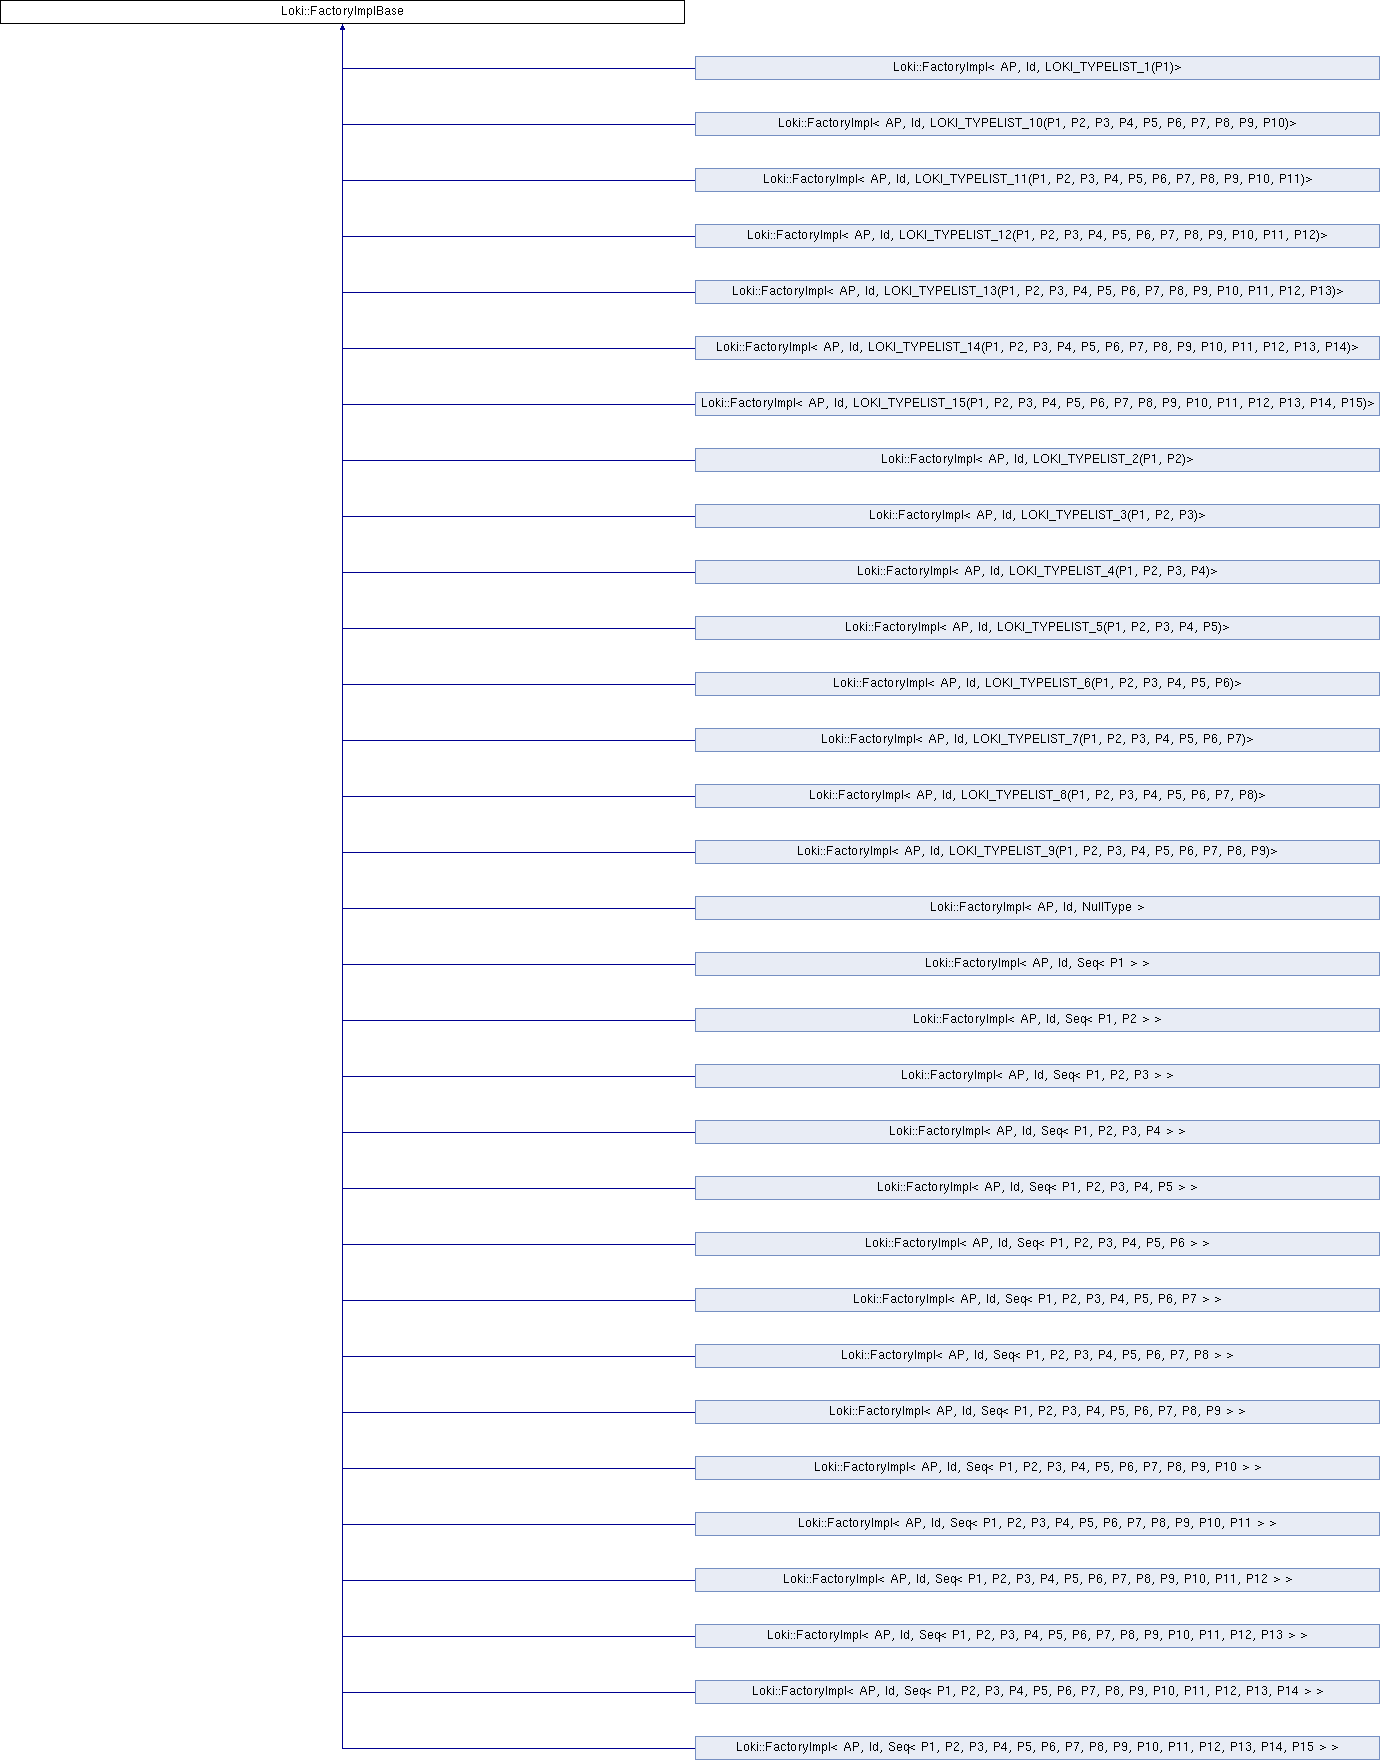 Loki::FactoryImplBase
Loki::FactoryImpl< AP, Id, LOKI_TYPELIST_1(P1)>
Loki::FactoryImpl< AP, Id, LOKI_TYPELIST_10(P1, P2, P3, P4, P5, P6, P7, P8, P9, P10)>
Loki::FactoryImpl< AP, Id, LOKI_TYPELIST_11(P1, P2, P3, P4, P5, P6, P7, P8, P9, P10, P11)>
Loki::FactoryImpl< AP, Id, LOKI_TYPELIST_12(P1, P2, P3, P4, P5, P6, P7, P8, P9, P10, P11, P12)>
Loki::FactoryImpl< AP, Id, LOKI_TYPELIST_13(P1, P2, P3, P4, P5, P6, P7, P8, P9, P10, P11, P12, P13)>
Loki::FactoryImpl< AP, Id, LOKI_TYPELIST_14(P1, P2, P3, P4, P5, P6, P7, P8, P9, P10, P11, P12, P13, P14)>
Loki::FactoryImpl< AP, Id, LOKI_TYPELIST_15(P1, P2, P3, P4, P5, P6, P7, P8, P9, P10, P11, P12, P13, P14, P15)>
Loki::FactoryImpl< AP, Id, LOKI_TYPELIST_2(P1, P2)>
Loki::FactoryImpl< AP, Id, LOKI_TYPELIST_3(P1, P2, P3)>
Loki::FactoryImpl< AP, Id, LOKI_TYPELIST_4(P1, P2, P3, P4)>
Loki::FactoryImpl< AP, Id, LOKI_TYPELIST_5(P1, P2, P3, P4, P5)>
Loki::FactoryImpl< AP, Id, LOKI_TYPELIST_6(P1, P2, P3, P4, P5, P6)>
Loki::FactoryImpl< AP, Id, LOKI_TYPELIST_7(P1, P2, P3, P4, P5, P6, P7)>
Loki::FactoryImpl< AP, Id, LOKI_TYPELIST_8(P1, P2, P3, P4, P5, P6, P7, P8)>
Loki::FactoryImpl< AP, Id, LOKI_TYPELIST_9(P1, P2, P3, P4, P5, P6, P7, P8, P9)>
Loki::FactoryImpl< AP, Id, NullType >
Loki::FactoryImpl< AP, Id, Seq< P1 > >
Loki::FactoryImpl< AP, Id, Seq< P1, P2 > >
Loki::FactoryImpl< AP, Id, Seq< P1, P2, P3 > >
Loki::FactoryImpl< AP, Id, Seq< P1, P2, P3, P4 > >
Loki::FactoryImpl< AP, Id, Seq< P1, P2, P3, P4, P5 > >
Loki::FactoryImpl< AP, Id, Seq< P1, P2, P3, P4, P5, P6 > >
Loki::FactoryImpl< AP, Id, Seq< P1, P2, P3, P4, P5, P6, P7 > >
Loki::FactoryImpl< AP, Id, Seq< P1, P2, P3, P4, P5, P6, P7, P8 > >
Loki::FactoryImpl< AP, Id, Seq< P1, P2, P3, P4, P5, P6, P7, P8, P9 > >
Loki::FactoryImpl< AP, Id, Seq< P1, P2, P3, P4, P5, P6, P7, P8, P9, P10 > >
Loki::FactoryImpl< AP, Id, Seq< P1, P2, P3, P4, P5, P6, P7, P8, P9, P10, P11 > >
Loki::FactoryImpl< AP, Id, Seq< P1, P2, P3, P4, P5, P6, P7, P8, P9, P10, P11, P12 > >
Loki::FactoryImpl< AP, Id, Seq< P1, P2, P3, P4, P5, P6, P7, P8, P9, P10, P11, P12, P13 > >
Loki::FactoryImpl< AP, Id, Seq< P1, P2, P3, P4, P5, P6, P7, P8, P9, P10, P11, P12, P13, P14 > >
Loki::FactoryImpl< AP, Id, Seq< P1, P2, P3, P4, P5, P6, P7, P8, P9, P10, P11, P12, P13, P14, P15 > >